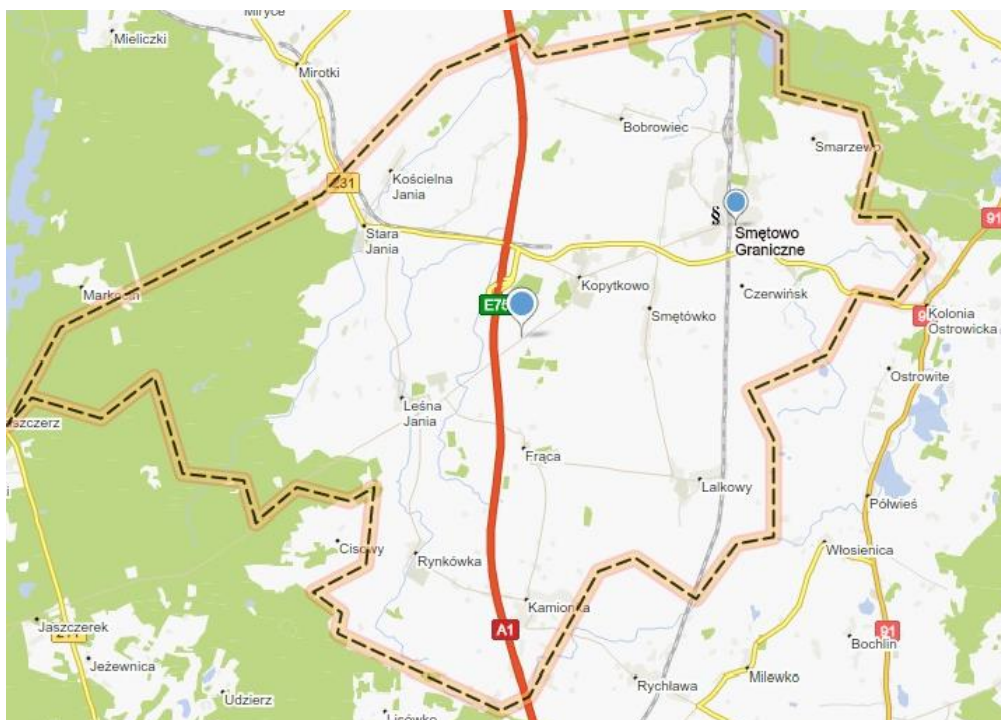 Mieliczki
Mirotki
Bobrowiec
Smarzewo
Kościelna
Jania
231
§
91
Stara
Jania
Smętowo
Graniczne
Kopytkowo
Czerwińsk
E75
Smętówko
Kolonia
Ostrowicka
Ostrowite
Leśna
Jania
Frąca
Lalkowy
Półwieś
Cisowy
Włosienica
Rynkówka
Kamionka
Jaszczerek
A1
91
Bochlin
Jeżewnica
Milewko
Rychława
Udzierz